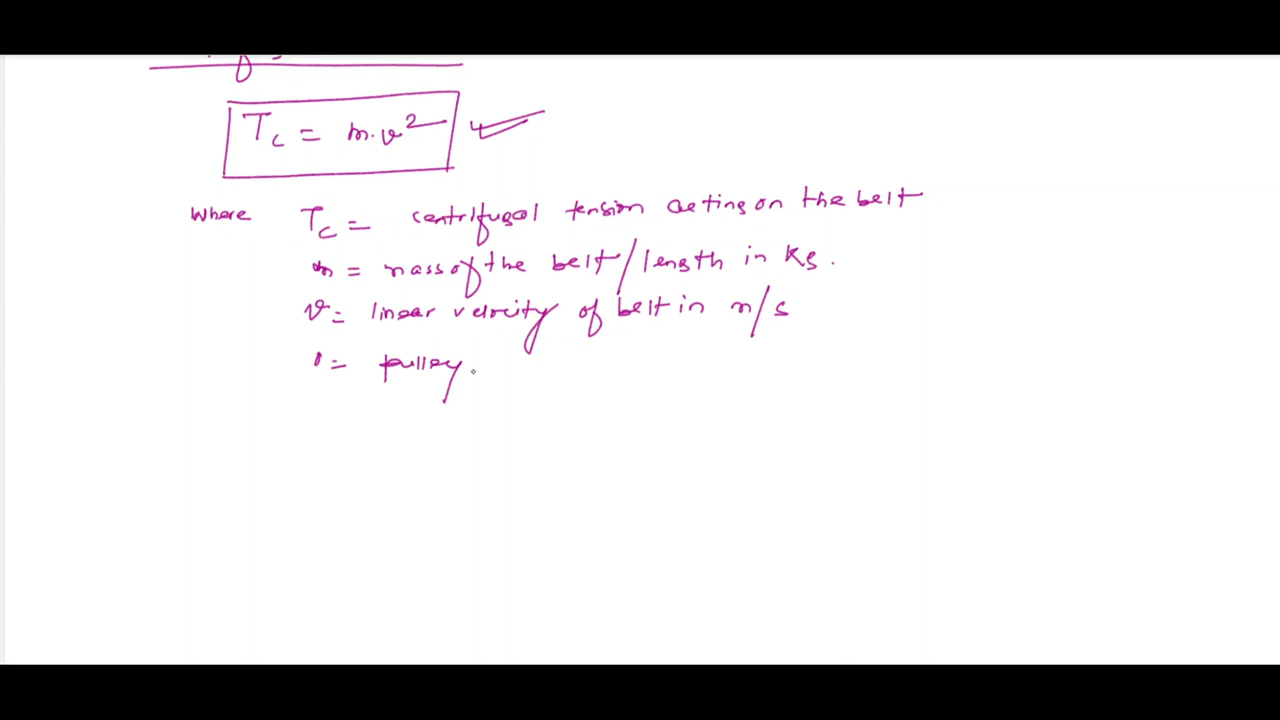 Tc = m.v²
Where Tc = centrifugal tension acting on the belt
m = mass of the belt/length in kg.
v = linear velocity of belt in m/s
r = pulley